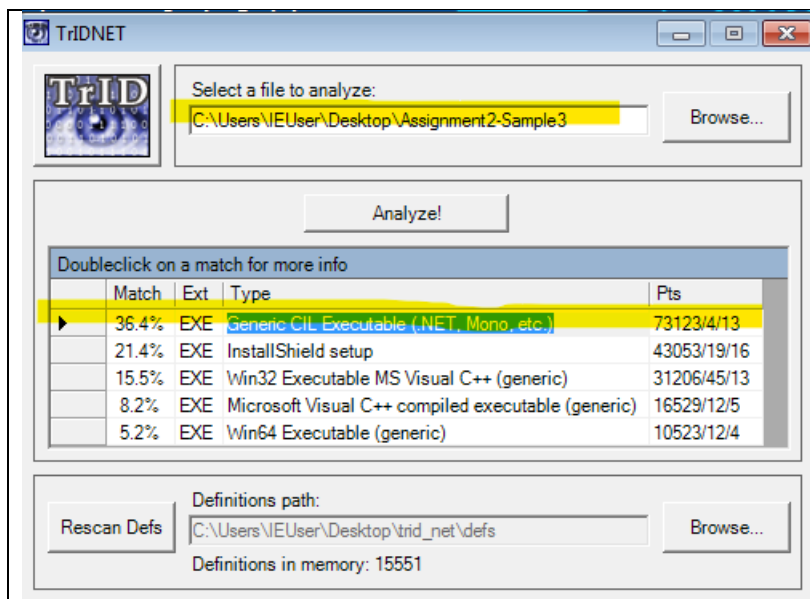 TrIDNET
TrID
Select a file to analyze:
C:\Users\IEUser\Desktop\Assignment2-Sample3
Browse...
Analyze!
Doubleclick on a match for more info
Match Ext Type Pts
36.4% EXE Generic CIL Executable (.NET, Mono, etc.) 73123/4/13
21.4% EXE InstallShield setup 43053/19/16
15.5% EXE Win32 Executable MS Visual C++ (generic) 31206/45/13
8.2% EXE Microsoft Visual C++ compiled executable (generic) 16529/12/5
5.2% EXE Win64 Executable (generic) 10523/12/4
Rescan Defs
Definitions path:
C:\Users\IEUser\Desktop\trid_net\defs
Browse...
Definitions in memory: 15551